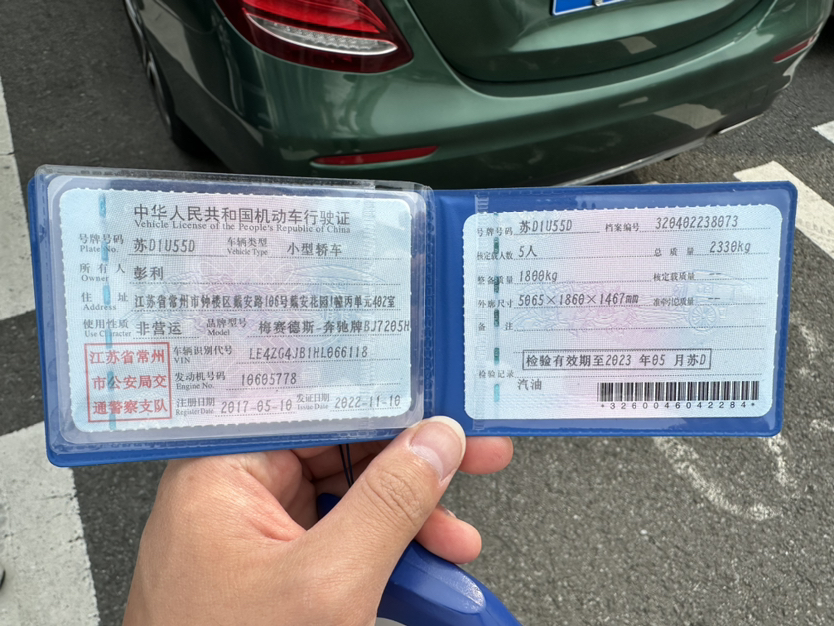 中华人民共和国机动车行驶证
Vehicle License of the People's Republic of China
号牌号码 苏D1U55D 车辆类型 小型轿车
Plate No. Vehicle Type
所有人 彭利
Owner
住址 江苏省常州市钟楼区戴安路106号戴安花园1幢丙单元402室
Address
使用性质 非营运 品牌型号 梅赛德斯-奔驰牌BJ7205H
Use Character Model
江苏省常州
市公安局交
通警察支队
车辆识别代号 LE4ZG4JB1HL066118
VIN
发动机号码 10605778
Engine No.
注册日期 2017-05-10 发证日期 2022-11-10
Register Date Issue Date
号牌号码 苏D1U55D 档案编号 320402238073
核定载人数 5人 总质量 2330kg
整备质量 1800kg 核定载质量 --
外廓尺寸 5065×1860×1467mm 准牵引总质量 --
备注
检验有效期至2023年05月苏D
检验记录
汽油
*3260046042284*